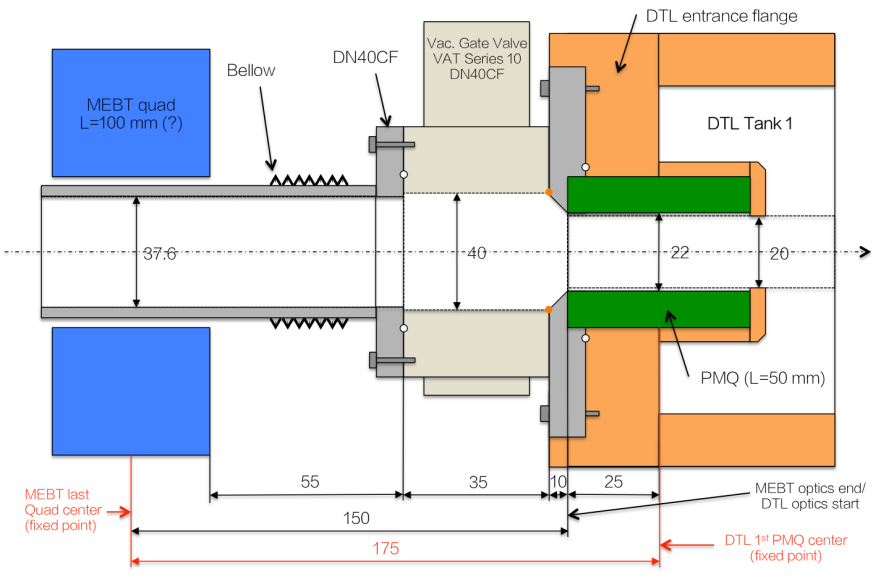 DTL entrance flange
Vac. Gate Valve
VAT Series 10
DN40CF
DN40CF
Bellow
MEBT quad
L=100 mm (?)
DTL Tank 1
37.6
40
22
20
PMQ (L=50 mm)
55
35
10
25
MEBT last
Quad center
(fixed point)
MEBT optics end/
DTL optics start
150
175
DTL 1st PMQ center
(fixed point)